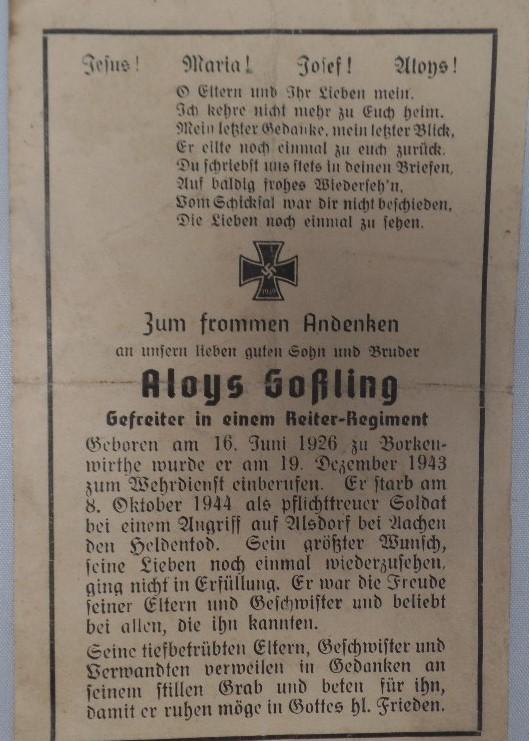 Jesus! Maria! Josef! Aloys!
O Eltern und Ihr Lieben mein.
Ich kehre nicht mehr zu Euch heim.
Mein letzter Gedanke, mein letzter Blick,
Er eilte noch einmal zu euch zurück.
Du schriebst uns stets in deinen Briefen,
Auf baldig frohes Wiederseh'n,
Vom Schicksal war dir nicht beschieden,
Die Lieben noch einmal zu sehen.
1939
Zum frommen Andenken
an unsern lieben guten Sohn und Bruder
Aloys Goßling
Gefreiter in einem Reiter-Regiment
Geboren am 16. Juni 1926 zu Borken-
wirthe wurde er am 19. Dezember 1943
zum Wehrdienst einberufen. Er starb am
8. Oktober 1944 als pflichttreuer Soldat
bei einem Angriff auf Alsdorf bei Aachen
den Heldentod. Sein größter Wunsch,
seine Lieben noch einmal wiederzusehen,
ging nicht in Erfüllung. Er war die Freude
seiner Eltern und Geschwister und beliebt
bei allen, die ihn kannten.
Seine tiefbetrübten Eltern, Geschwister und
Verwandten verweilen in Gedanken an
seinem stillen Grab und beten für ihn,
damit er ruhen möge in Gottes hl. Frieden.